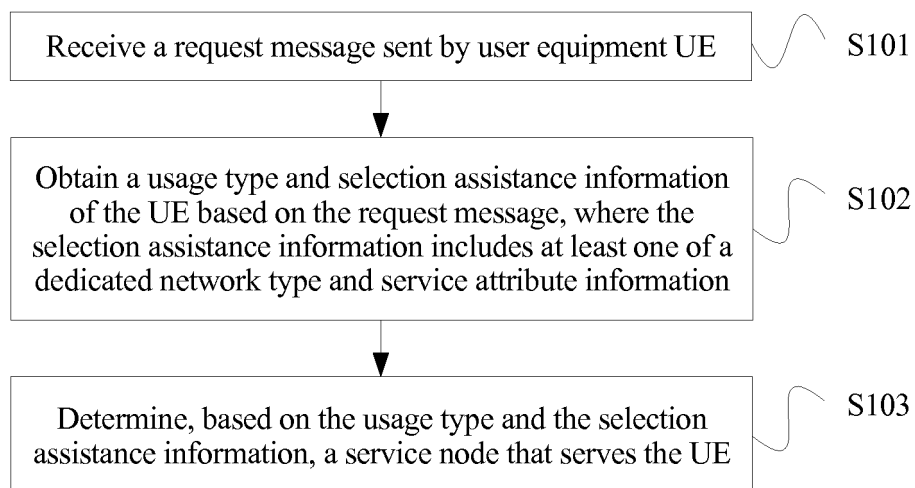 Receive a request message sent by user equipment UE
S101
Obtain a usage type and selection assistance information
of the UE based on the request message, where the
selection assistance information includes at least one of a
dedicated network type and service attribute information
S102
Determine, based on the usage type and the selection
assistance information, a service node that serves the UE
S103